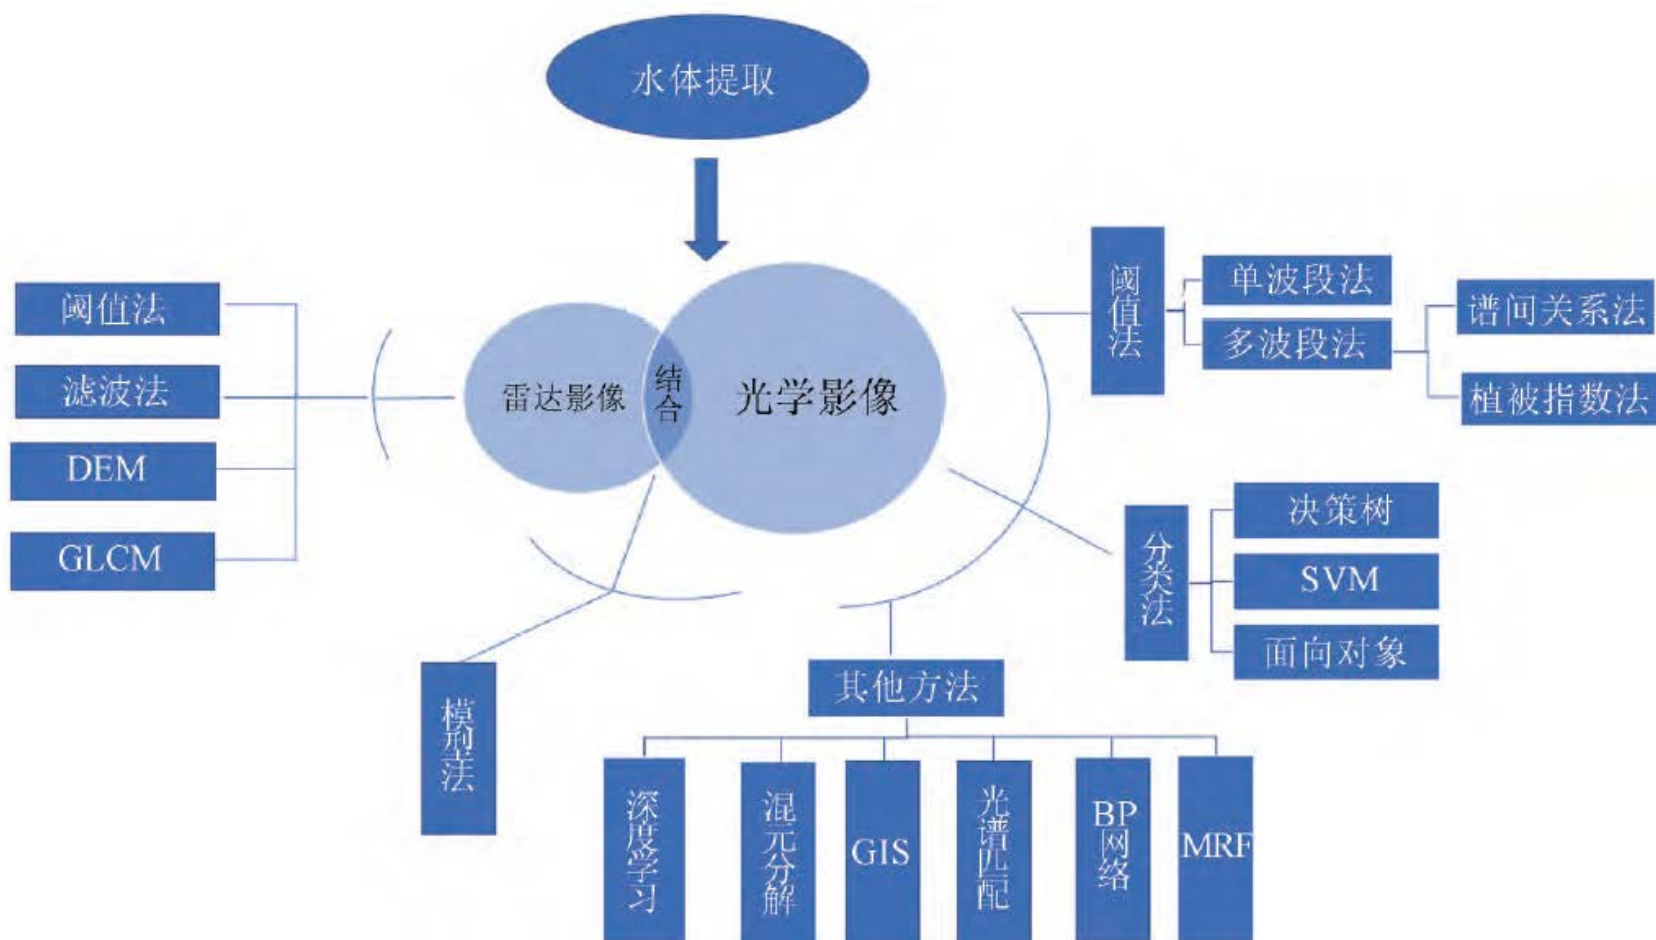 水体提取
阈值法
滤波法
DEM
GLCM
雷达影像
结合
光学影像
阈值法
单波段法
多波段法
谱间关系法
植被指数法
分类法
决策树
SVM
面向对象
模型法
其他方法
深度学习
混元分解
GIS
光谱匹配
BP
网络
MRF